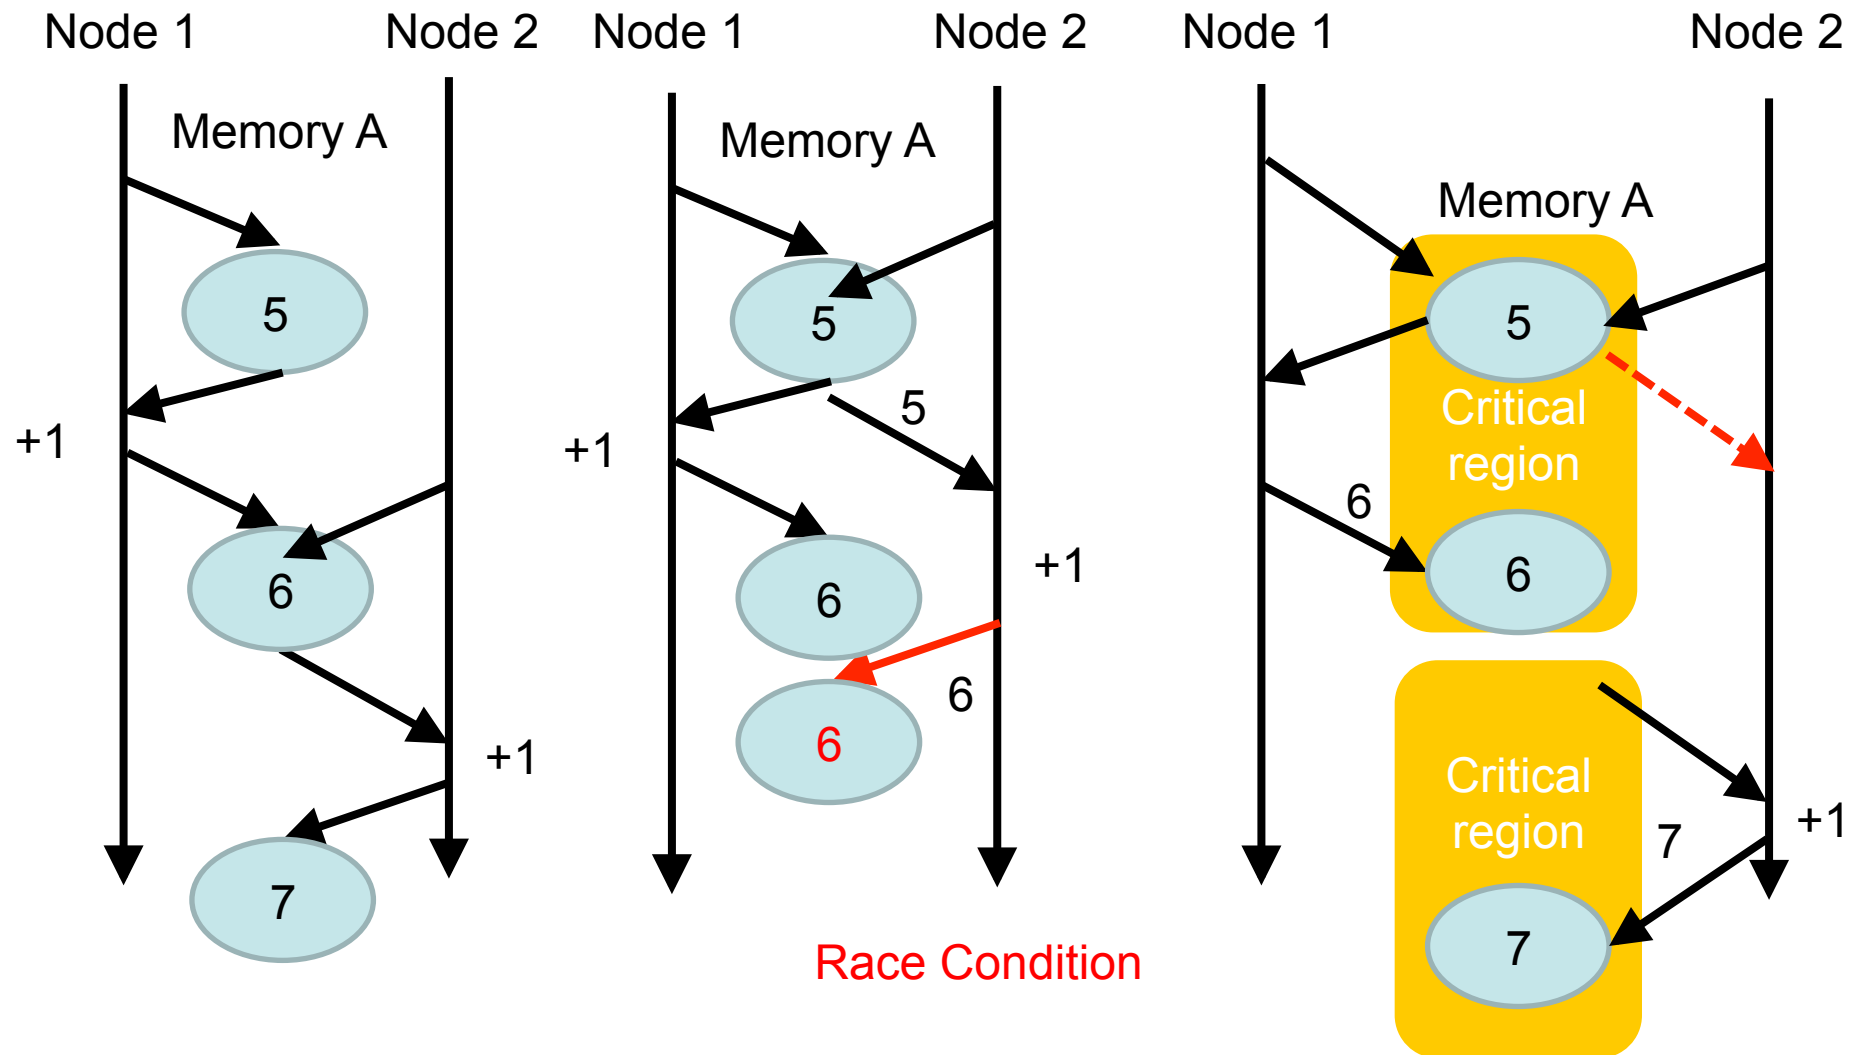 Node 1
Node 2
Memory A
5
+1
6
+1
7
Node 1
Node 2
Memory A
5
5
+1
6
+1
6
6
Race Condition
Node 1
Node 2
Memory A
5
Critical
region
6
6
Critical
region
7
+1
7